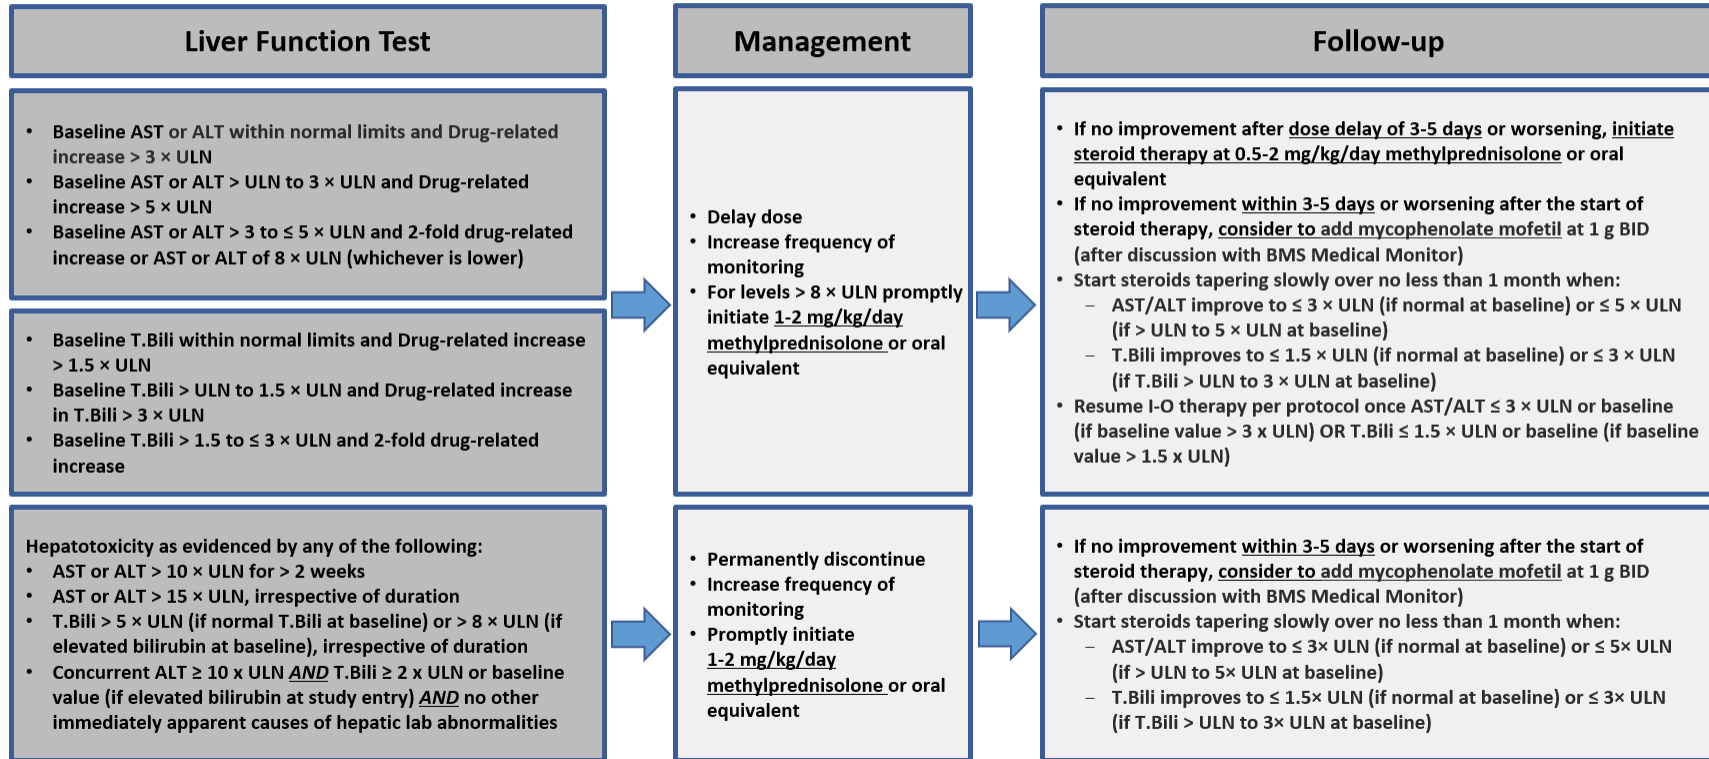 Liver Function Test
Management
Follow-up
• Baseline AST or ALT within normal limits and Drug-related
increase > 3 × ULN
• Baseline AST or ALT > ULN to 3 × ULN and Drug-related
increase > 5 × ULN
• Baseline AST or ALT > 3 to ≤ 5 × ULN and 2-fold drug-related
increase or AST or ALT of 8 × ULN (whichever is lower)
• Baseline T.Bili within normal limits and Drug-related increase
> 1.5 × ULN
• Baseline T.Bili > ULN to 1.5 × ULN and Drug-related increase
in T.Bili > 3 × ULN
• Baseline T.Bili > 1.5 to ≤ 3 × ULN and 2-fold drug-related
increase
• Delay dose
• Increase frequency of
monitoring
• For levels > 8 × ULN promptly
initiate 1-2 mg/kg/day
methylprednisolone or oral
equivalent
• If no improvement after dose delay of 3-5 days or worsening, initiate
steroid therapy at 0.5-2 mg/kg/day methylprednisolone or oral
equivalent
• If no improvement within 3-5 days or worsening after the start of
steroid therapy, consider to add mycophenolate mofetil at 1 g BID
(after discussion with BMS Medical Monitor)
• Start steroids tapering slowly over no less than 1 month when:
– AST/ALT improve to ≤ 3 × ULN (if normal at baseline) or ≤ 5 × ULN
(if > ULN to 5 × ULN at baseline)
– T.Bili improves to ≤ 1.5 × ULN (if normal at baseline) or ≤ 3 × ULN
(if T.Bili > ULN to 3 × ULN at baseline)
• Resume I-O therapy per protocol once AST/ALT ≤ 3 × ULN or baseline
(if baseline value > 3 x ULN) OR T.Bili ≤ 1.5 × ULN or baseline (if baseline
value > 1.5 x ULN)
Hepatotoxicity as evidenced by any of the following:
• AST or ALT > 10 × ULN for > 2 weeks
• AST or ALT > 15 × ULN, irrespective of duration
• T.Bili > 5 × ULN (if normal T.Bili at baseline) or > 8 × ULN (if
elevated bilirubin at baseline), irrespective of duration
• Concurrent ALT ≥ 10 x ULN AND T.Bili ≥ 2 x ULN or baseline
value (if elevated bilirubin at study entry) AND no other
immediately apparent causes of hepatic lab abnormalities
• Permanently discontinue
• Increase frequency of
monitoring
• Promptly initiate
1-2 mg/kg/day
methylprednisolone or oral
equivalent
• If no improvement within 3-5 days or worsening after the start of
steroid therapy, consider to add mycophenolate mofetil at 1 g BID
(after discussion with BMS Medical Monitor)
• Start steroids tapering slowly over no less than 1 month when:
– AST/ALT improve to ≤ 3× ULN (if normal at baseline) or ≤ 5× ULN
(if > ULN to 5× ULN at baseline)
– T.Bili improves to ≤ 1.5× ULN (if normal at baseline) or ≤ 3× ULN
(if T.Bili > ULN to 3× ULN at baseline)